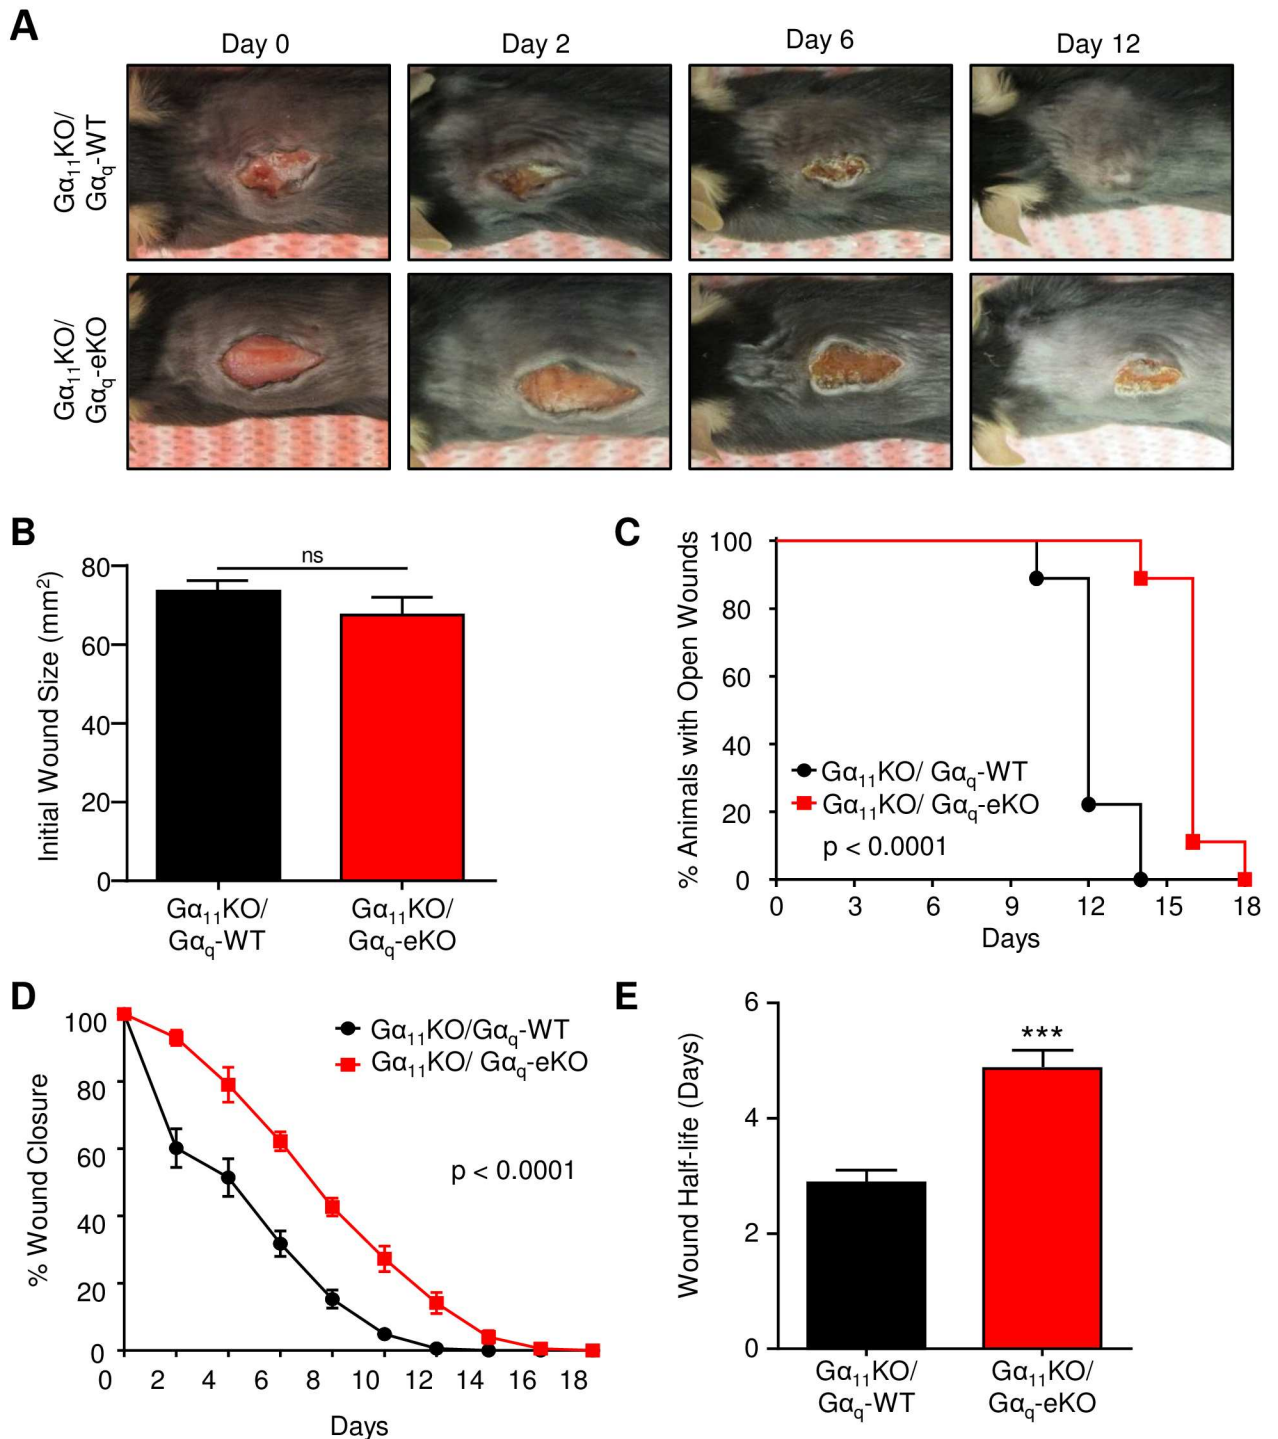 A
Day 0
Day 2
Day 6
Day 12
Gα₁₁KO/
Gαq-WT
Gα₁₁KO/
Gαq-eKO
B
Initial Wound Size (mm²)
80
60
40
20
0
ns
Gα₁₁KO/
Gαq-WT
Gα₁₁KO/
Gαq-eKO
C
% Animals with Open Wounds
100
80
60
40
20
0
Gα₁₁KO/ Gαq-WT
Gα₁₁KO/ Gαq-eKO
p < 0.0001
0 3 6 9 12 15 18
Days
D
% Wound Closure
100
80
60
40
20
0
Gα₁₁KO/Gαq-WT
Gα₁₁KO/ Gαq-eKO
p < 0.0001
0 2 4 6 8 10 12 14 16 18
Days
E
Wound Half-life (Days)
6
4
2
0
***
Gα₁₁KO/
Gαq-WT
Gα₁₁KO/
Gαq-eKO